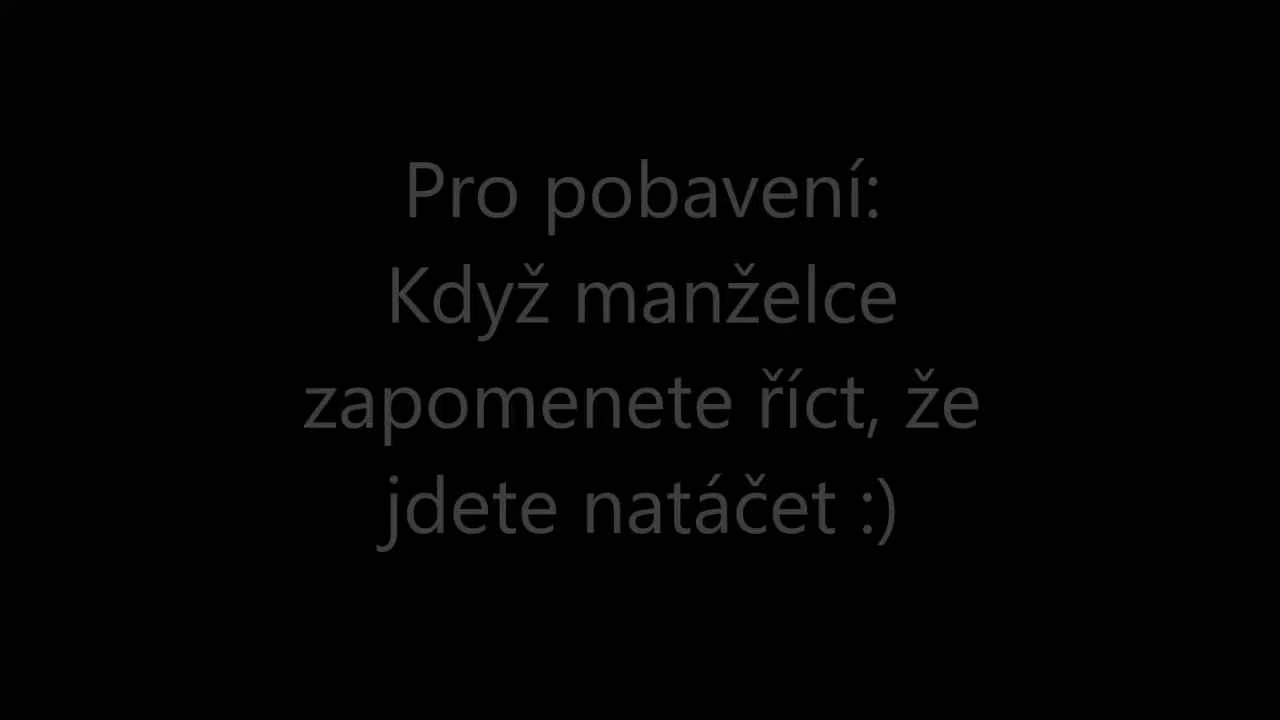 Pro pobavení:
Když manželce
zapomenete říct, že
jdete natáčet :)